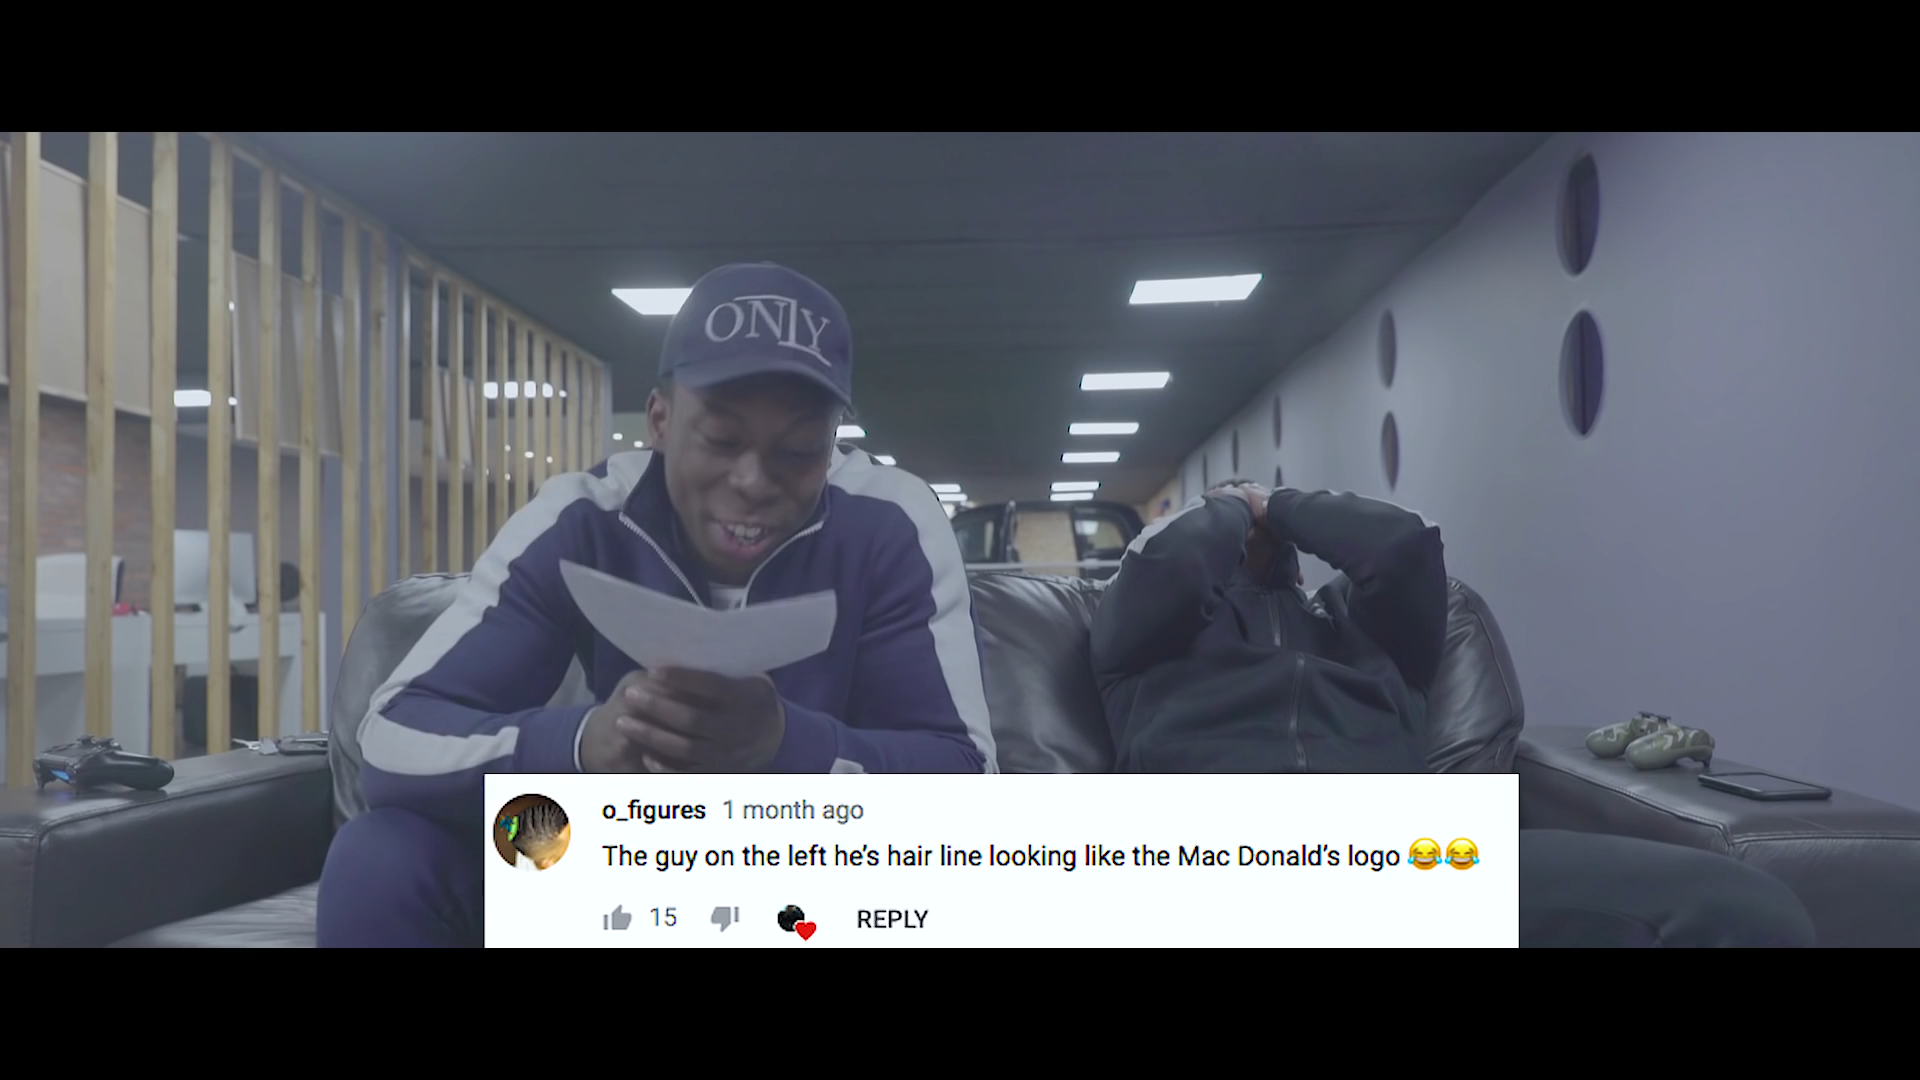 ONLY
o_figures 1 month ago
The guy on the left he's hair line looking like the Mac Donald's logo 😂😂
15 REPLY